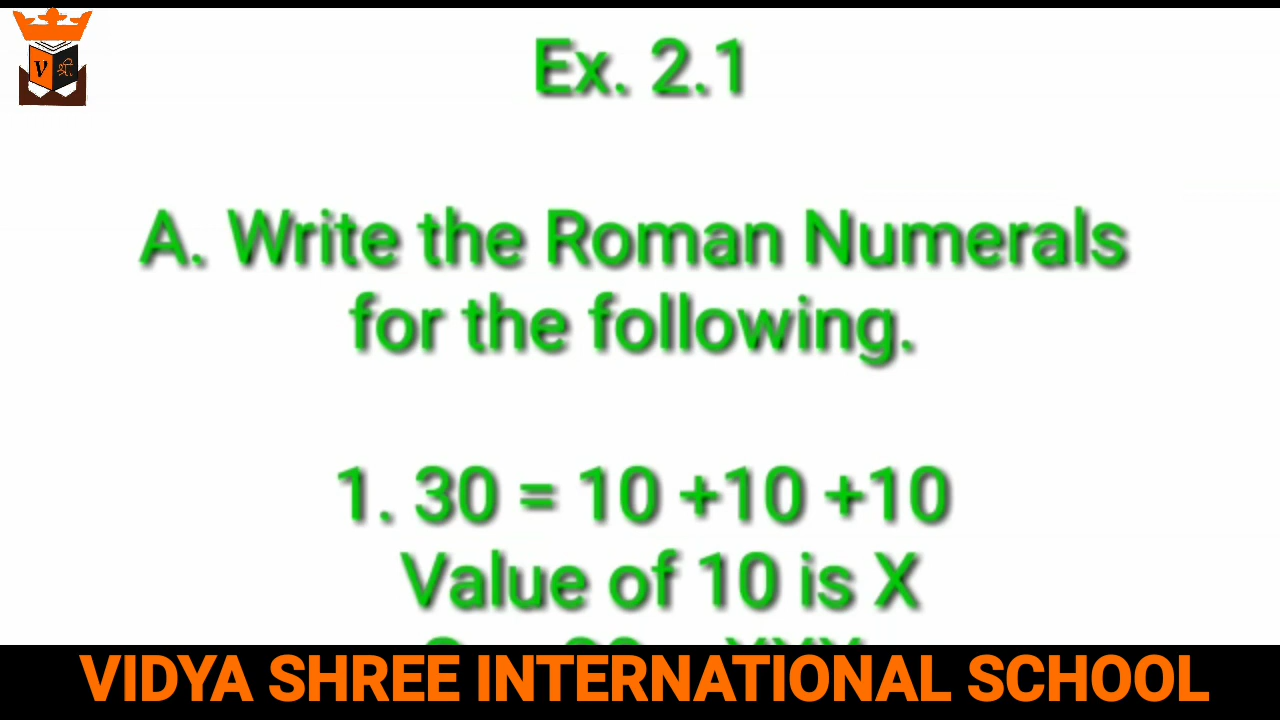 V श्री
Ex. 2.1
A. Write the Roman Numerals
for the following.
1. 30 = 10 +10 +10
Value of 10 is X
VIDYA SHREE INTERNATIONAL SCHOOL